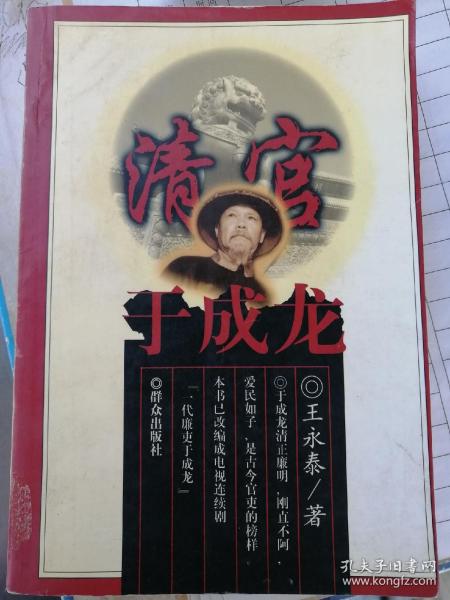 清官
于成龙
◎王永泰/著
◎于成龙清正廉明，刚直不阿，
爱民如子，是古今官吏的榜样。
本书已改编成电视连续剧
『一代廉吏于成龙』
◎群众出版社
孔夫子旧书网
www.kongfz.com